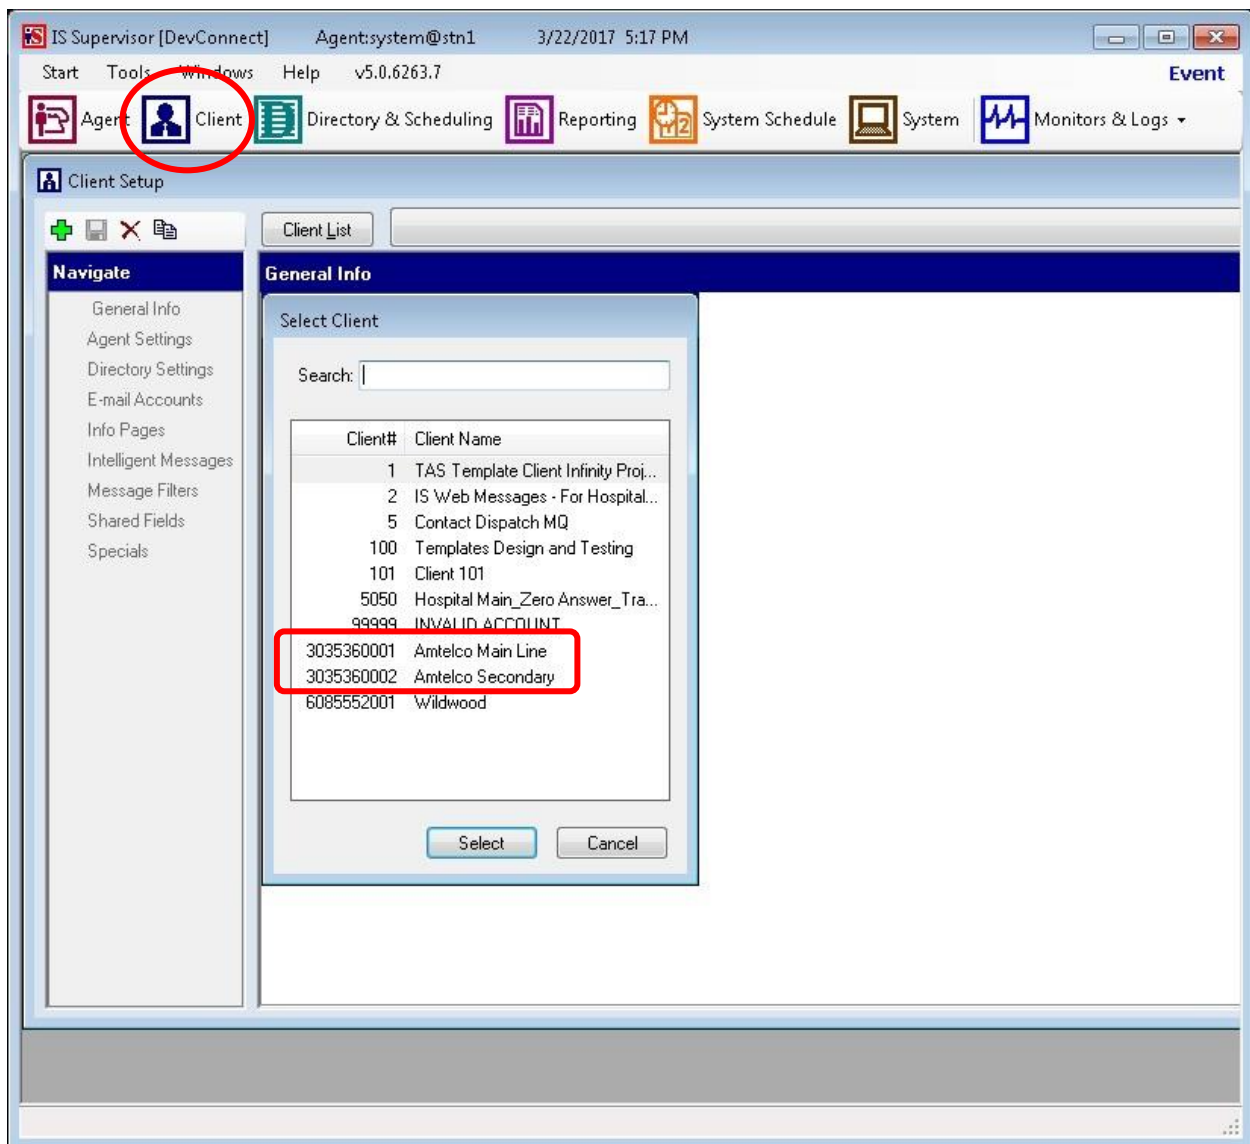 IS Supervisor [DevConnect] Agent:system@stn1 3/22/2017 5:17 PM
Start Tools Windows Help v5.0.6263.7 Event
Agent Client Directory & Scheduling Reporting System Schedule System Monitors & Logs
Client Setup
Client List
Navigate General Info
General Info
Agent Settings
Directory Settings
E-mail Accounts
Info Pages
Intelligent Messages
Message Filters
Shared Fields
Specials
Select Client
Search:
Client# Client Name
1 TAS Template Client Infinity Proj...
2 IS Web Messages - For Hospital...
5 Contact Dispatch MQ
100 Templates Design and Testing
101 Client 101
5050 Hospital Main_Zero Answer_Tra...
99999 INVALID ACCOUNT
3035360001 Amtelco Main Line
3035360002 Amtelco Secondary
6085552001 Wildwood
Select Cancel